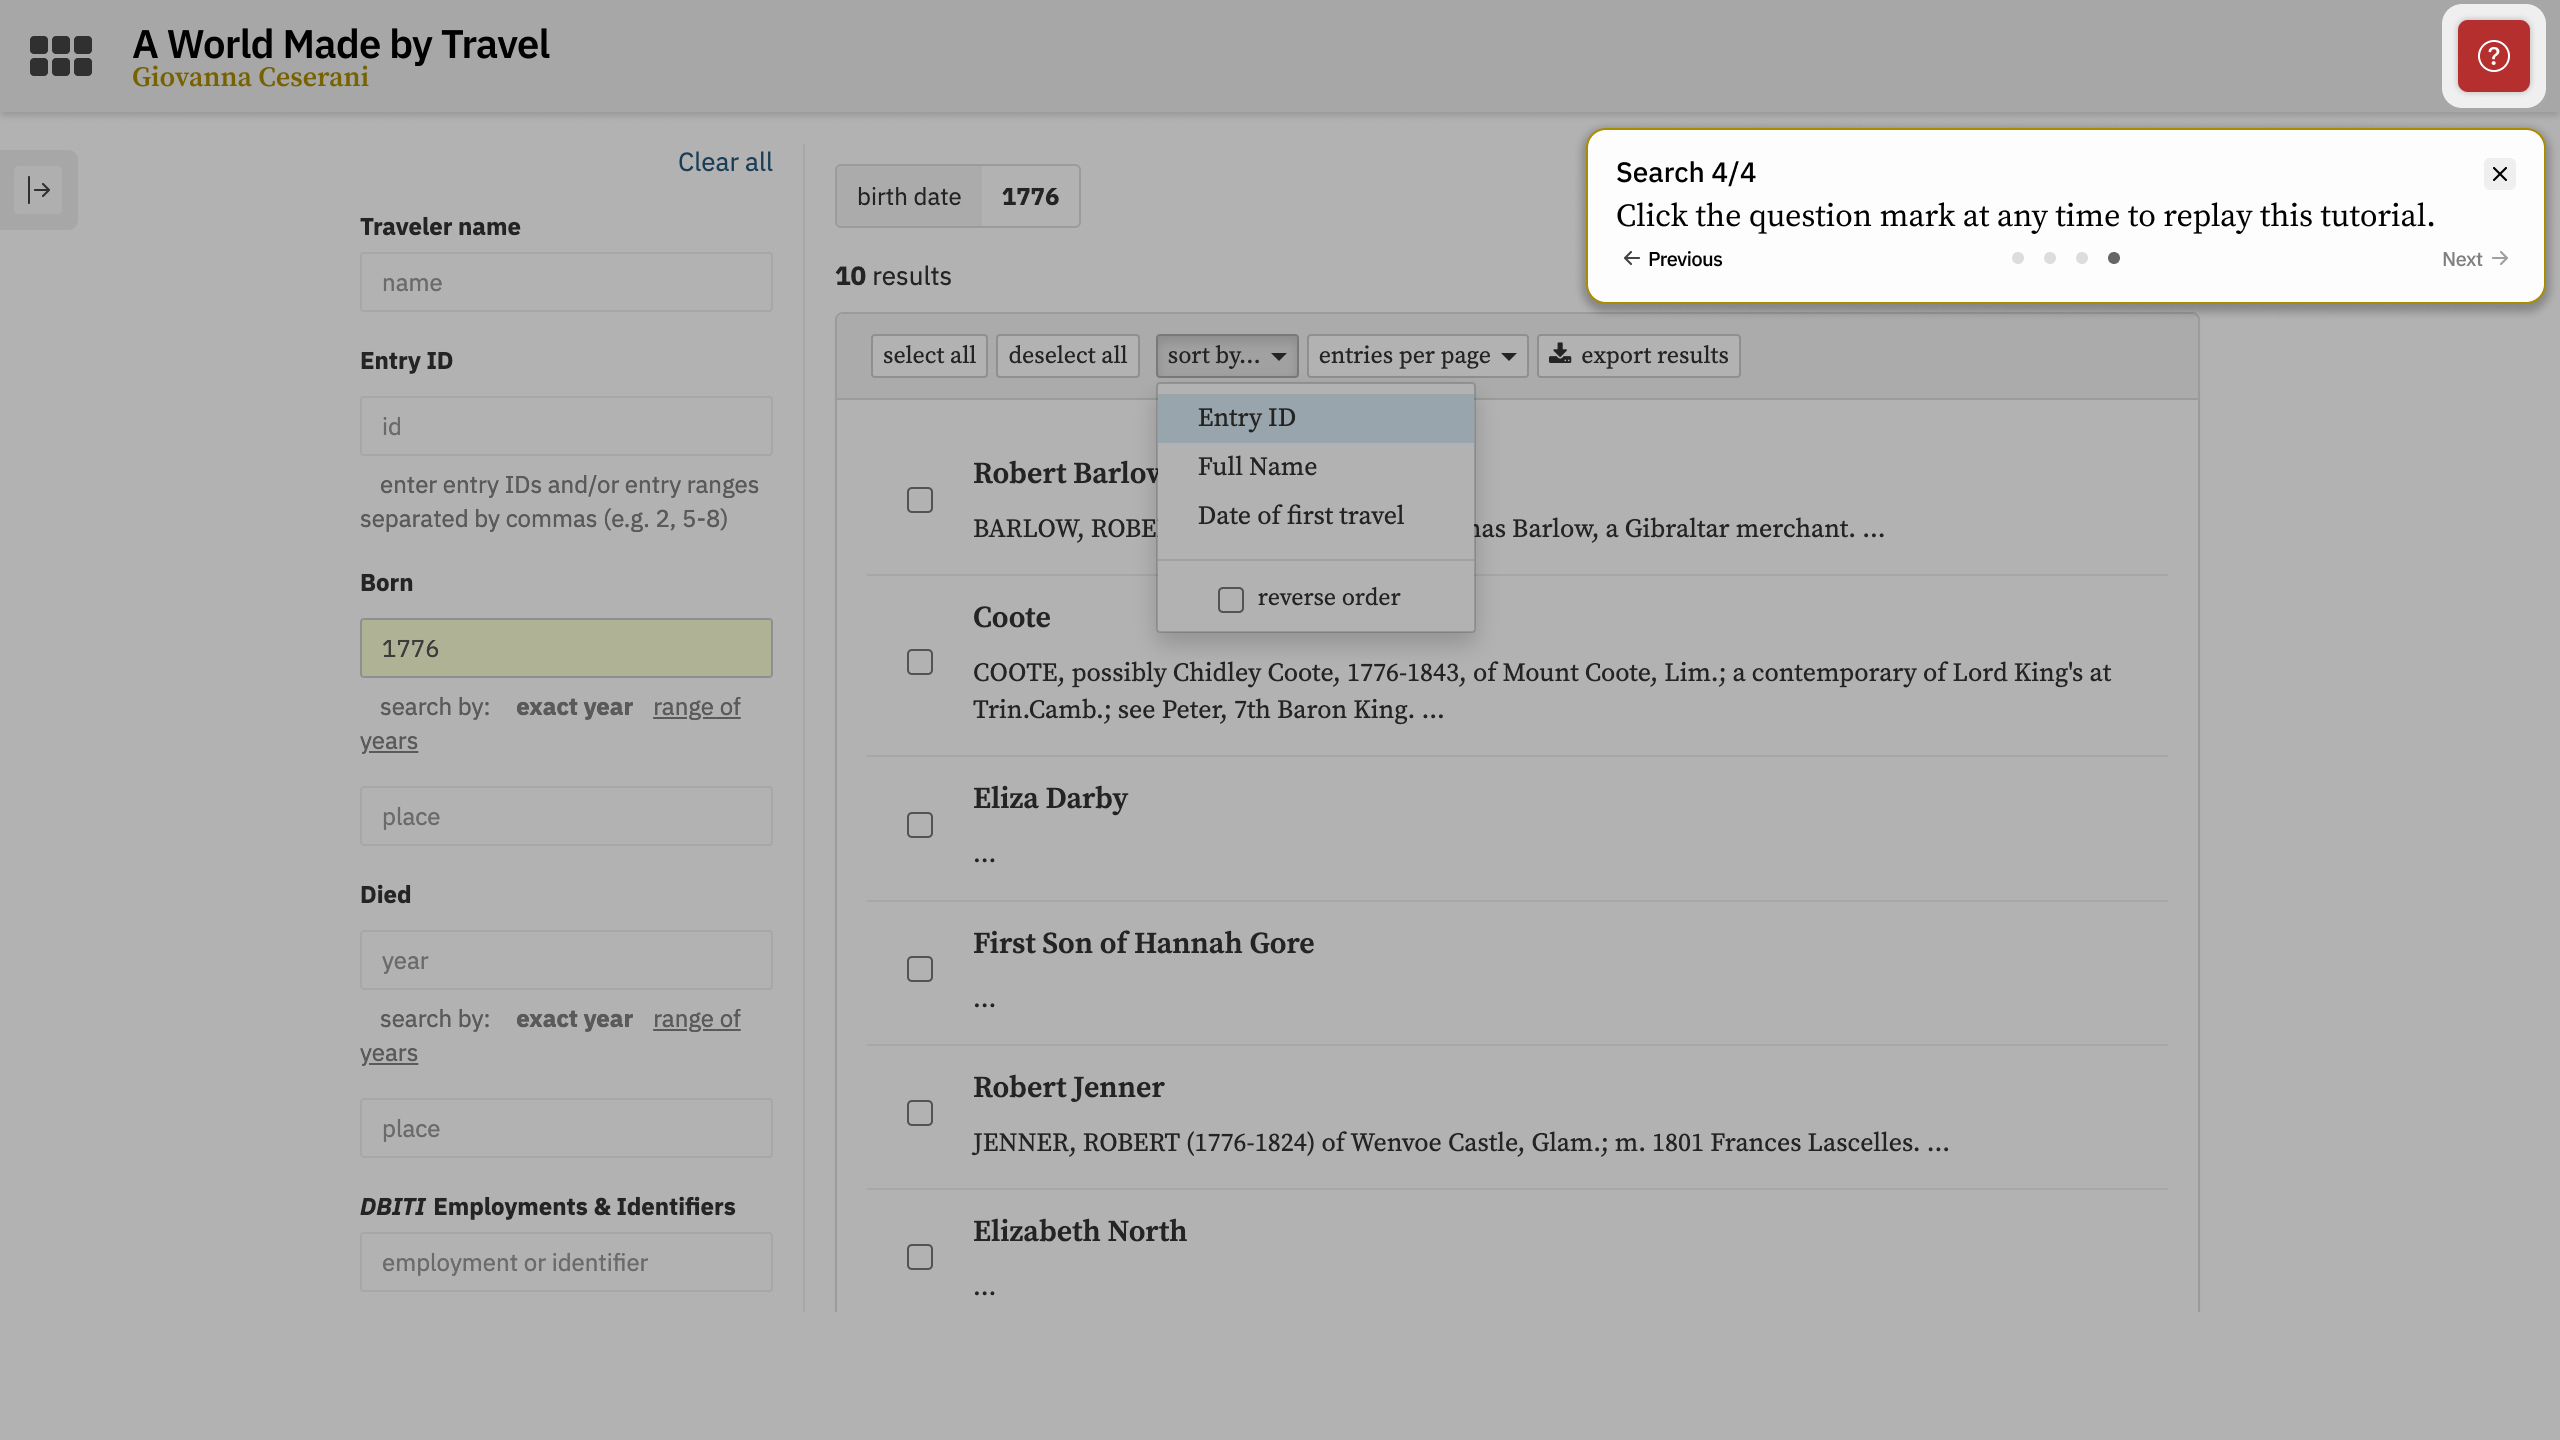 A World Made by Travel
Giovanna Ceserani
Search 4/4
Click the question mark at any time to replay this tutorial.
Previous
Next
Clear all
Traveler name
name
Entry ID
id
enter entry IDs and/or entry ranges
separated by commas (e.g. 2, 5-8)
Born
1776
search by: exact year range of
years
place
Died
year
search by: exact year range of
years
place
DBITI Employments & Identifiers
employment or identifier
birth date 1776
10 results
select all deselect all sort by... entries per page export results
Entry ID
Full Name
Date of first travel
reverse order
Robert Barlow
BARLOW, ROBE
nas Barlow, a Gibraltar merchant. ...
Coote
COOTE, possibly Chidley Coote, 1776-1843, of Mount Coote, Lim.; a contemporary of Lord King's at
Trin.Camb.; see Peter, 7th Baron King. ...
Eliza Darby
...
First Son of Hannah Gore
...
Robert Jenner
JENNER, ROBERT (1776-1824) of Wenvoe Castle, Glam.; m. 1801 Frances Lascelles. ...
Elizabeth North
...